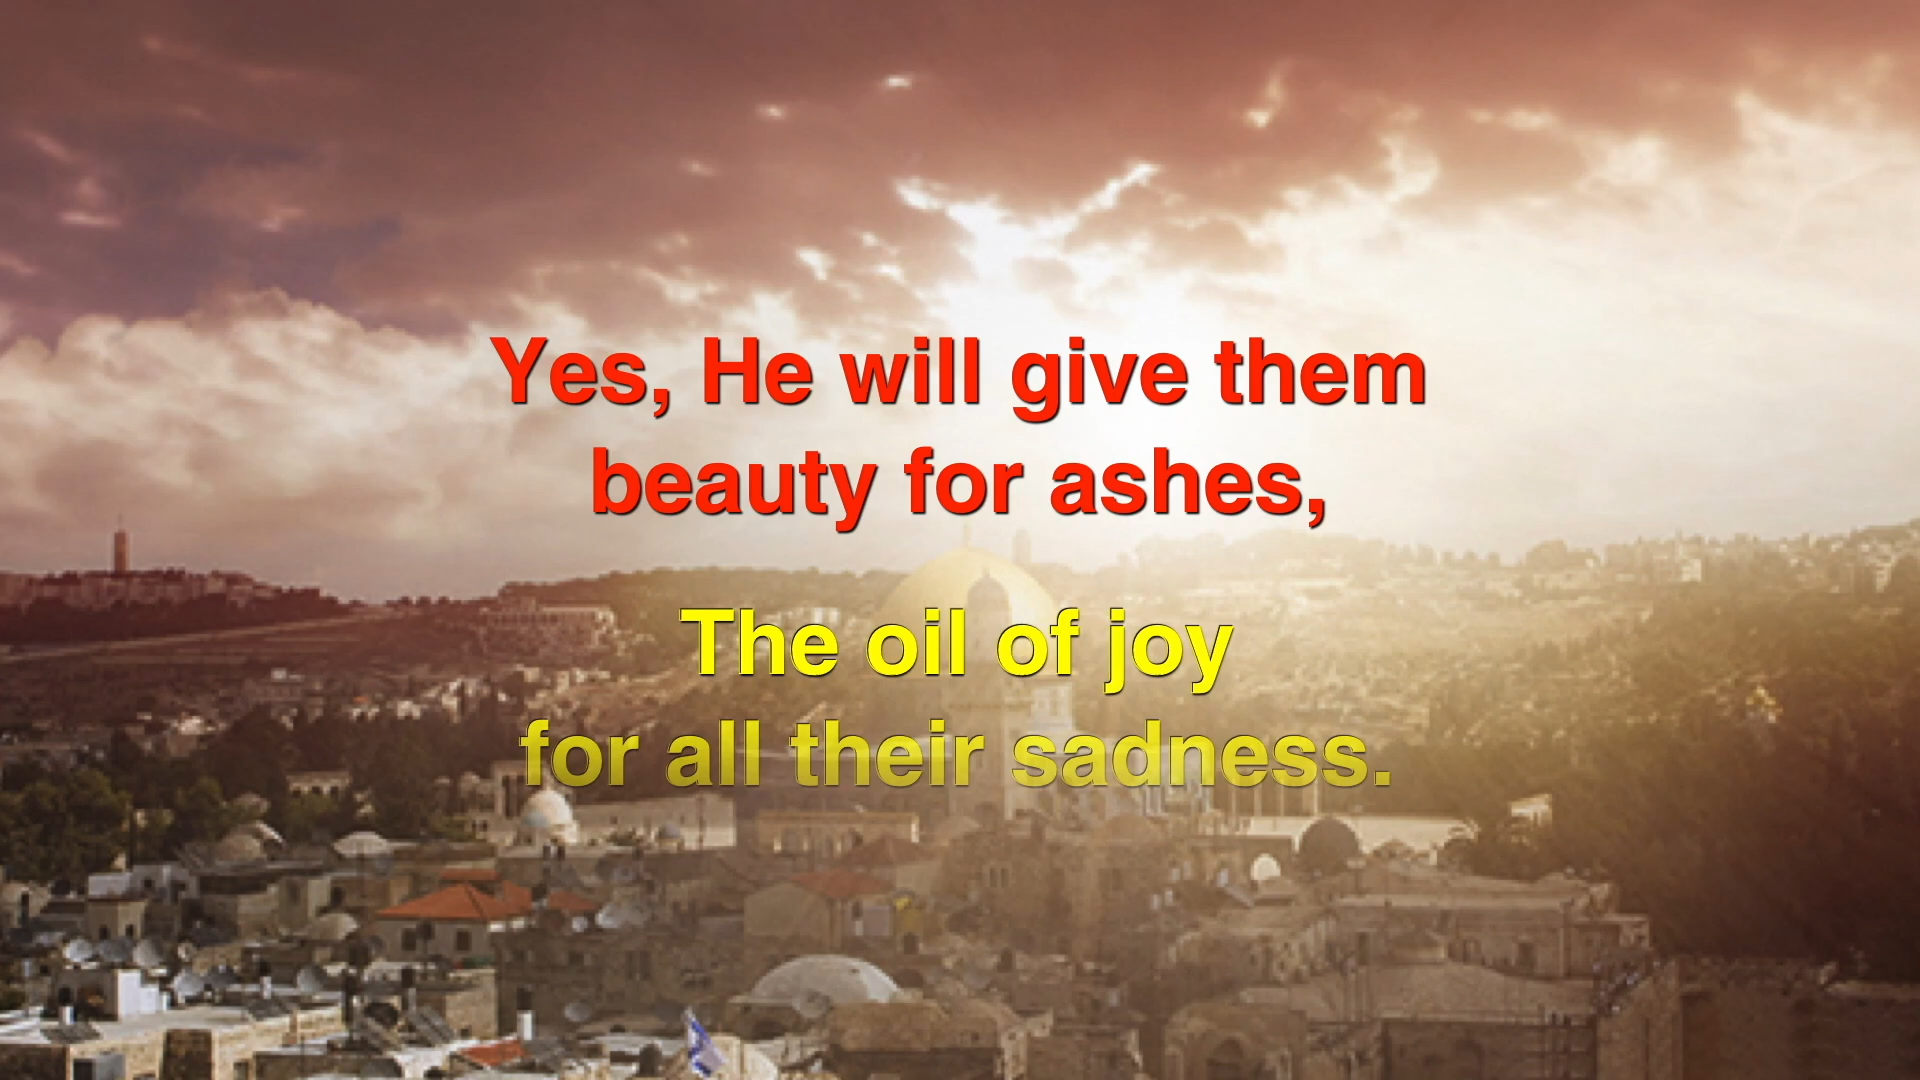 Yes, He will give them
beauty for ashes,
The oil of joy
for all their sadness.